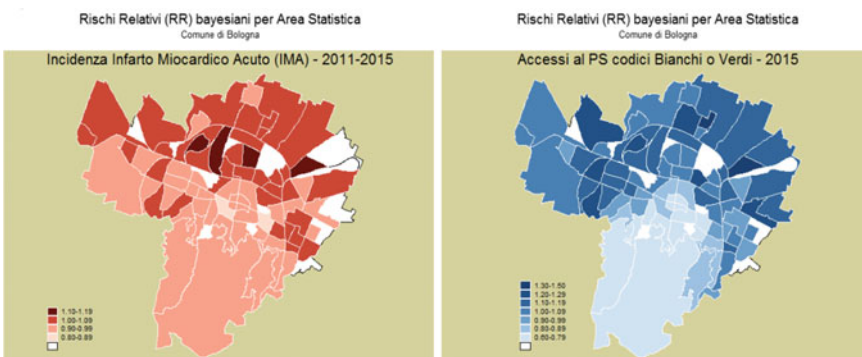 Rischi Relativi (RR) bayesiani per Area Statistica
Comune di Bologna
Incidenza Infarto Miocardico Acuto (IMA) - 2011-2015
1.10-1.19
1.00-1.09
0.90-0.99
0.80-0.89
Rischi Relativi (RR) bayesiani per Area Statistica
Comune di Bologna
Accessi al PS codici Bianchi o Verdi - 2015
1.30-1.50
1.20-1.29
1.10-1.19
1.00-1.09
0.90-0.99
0.80-0.89
0.60-0.79